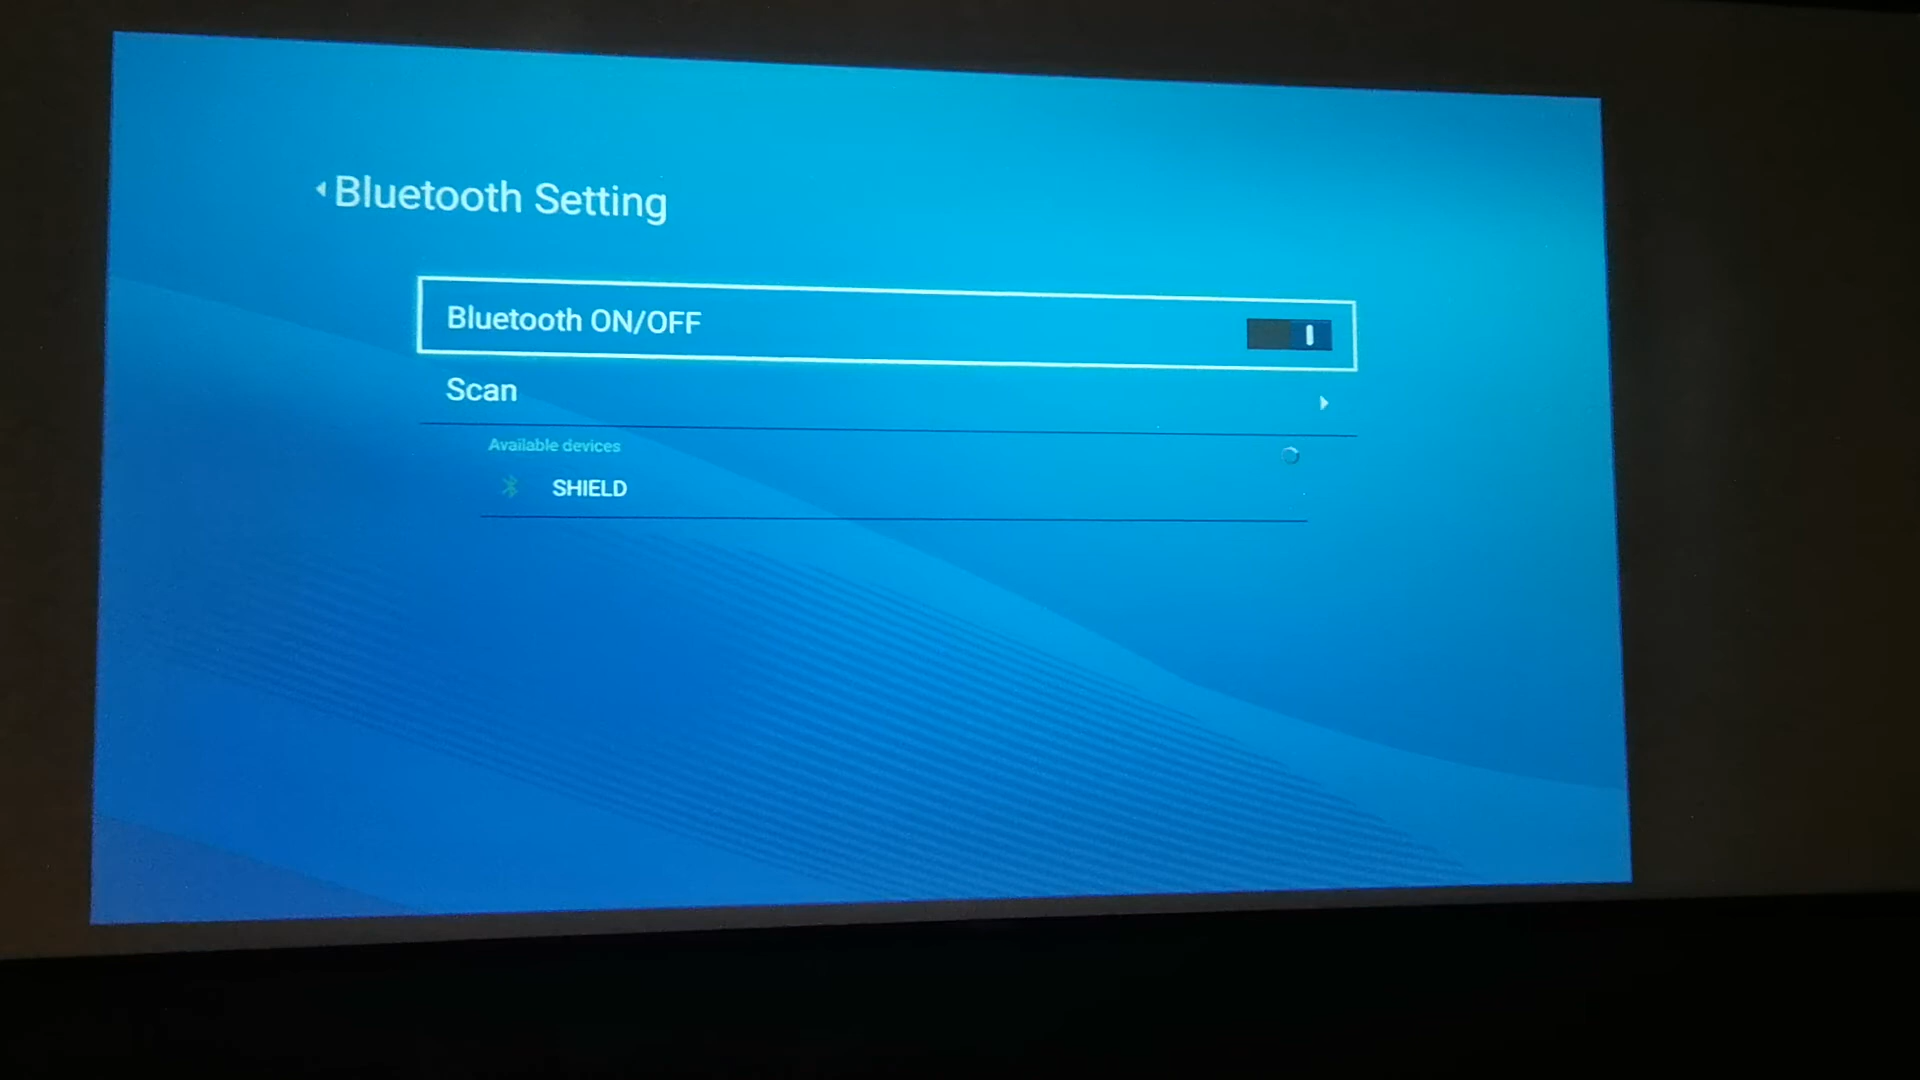 Bluetooth Setting
Bluetooth ON/OFF
Scan
Available devices
SHIELD